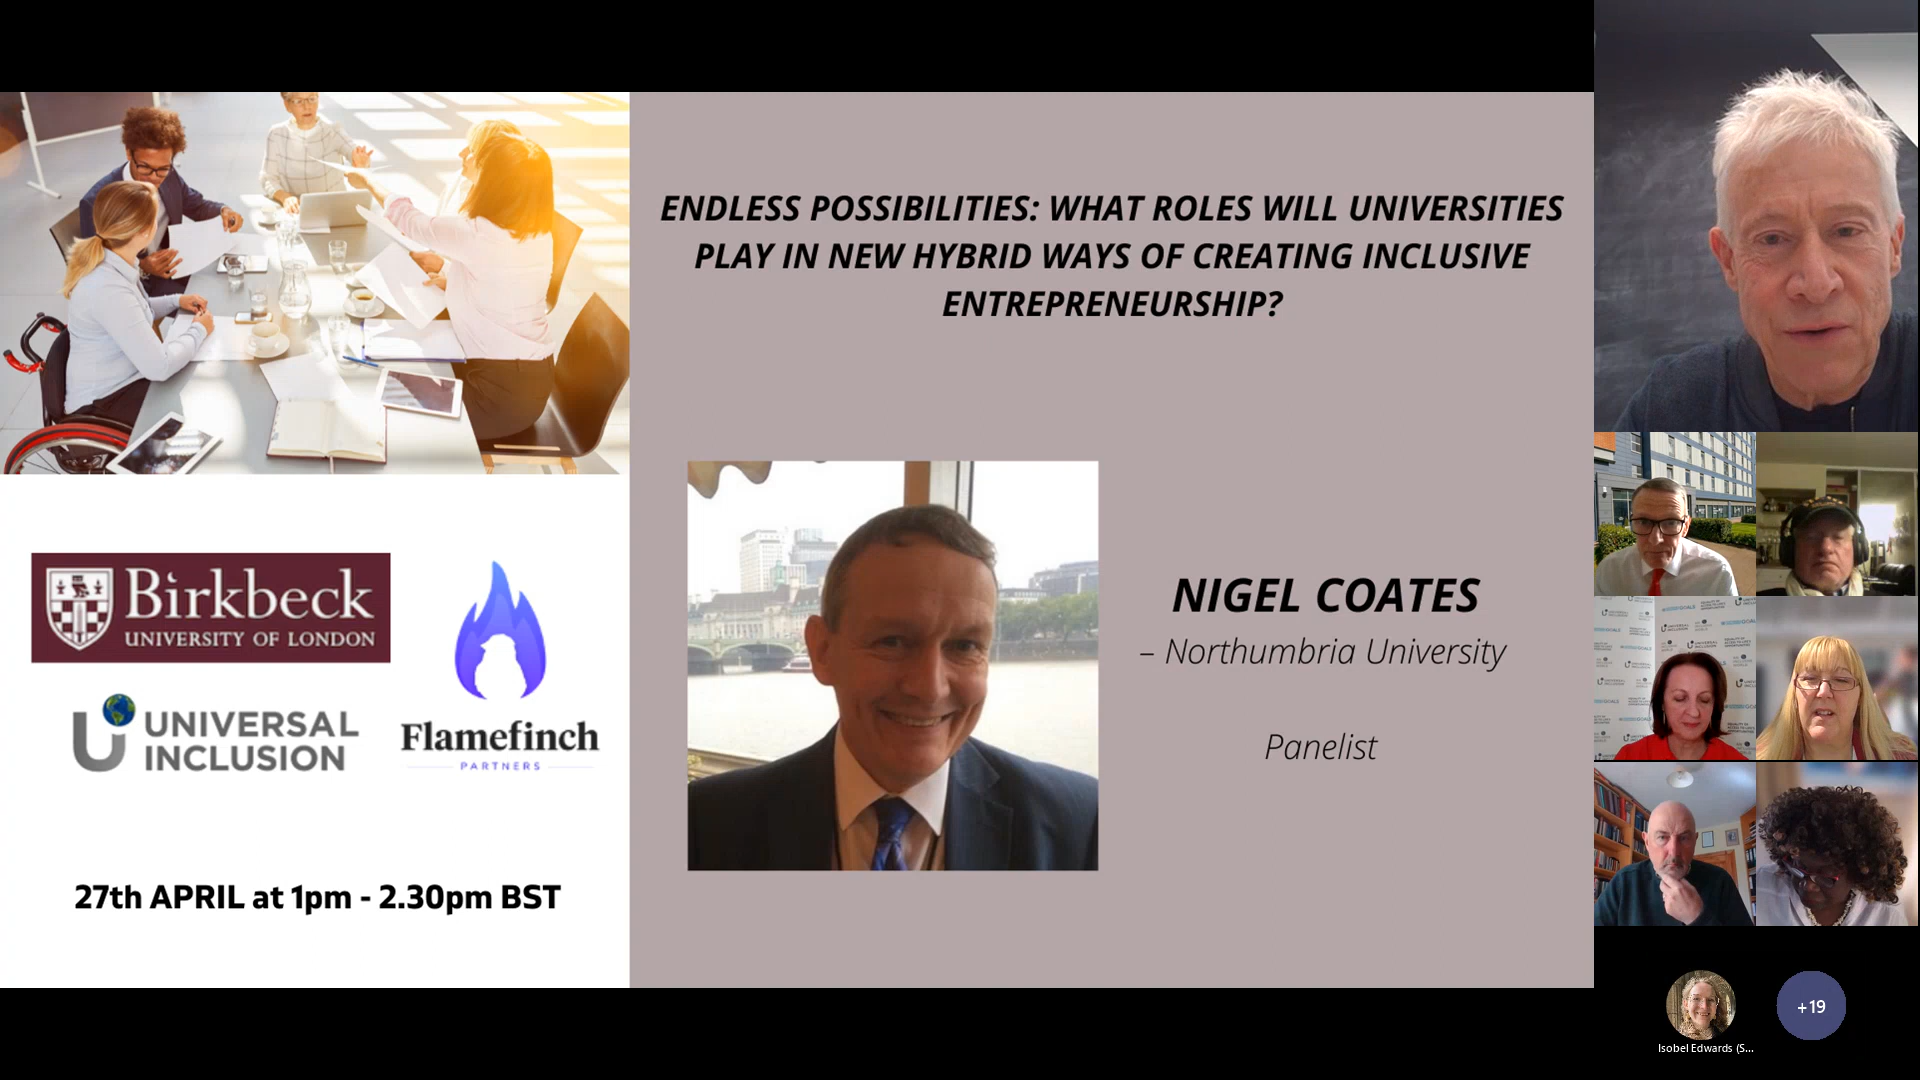 ENDLESS POSSIBILITIES: WHAT ROLES WILL UNIVERSITIES
PLAY IN NEW HYBRID WAYS OF CREATING INCLUSIVE
ENTREPRENEURSHIP?
Birkbeck
UNIVERSITY OF LONDON
UNIVERSAL
INCLUSION
Flamefinch
PARTNERS
27th APRIL at 1pm - 2.30pm BST
NIGEL COATES
– Northumbria University
Panelist
+19
Isobel Edwards (S...